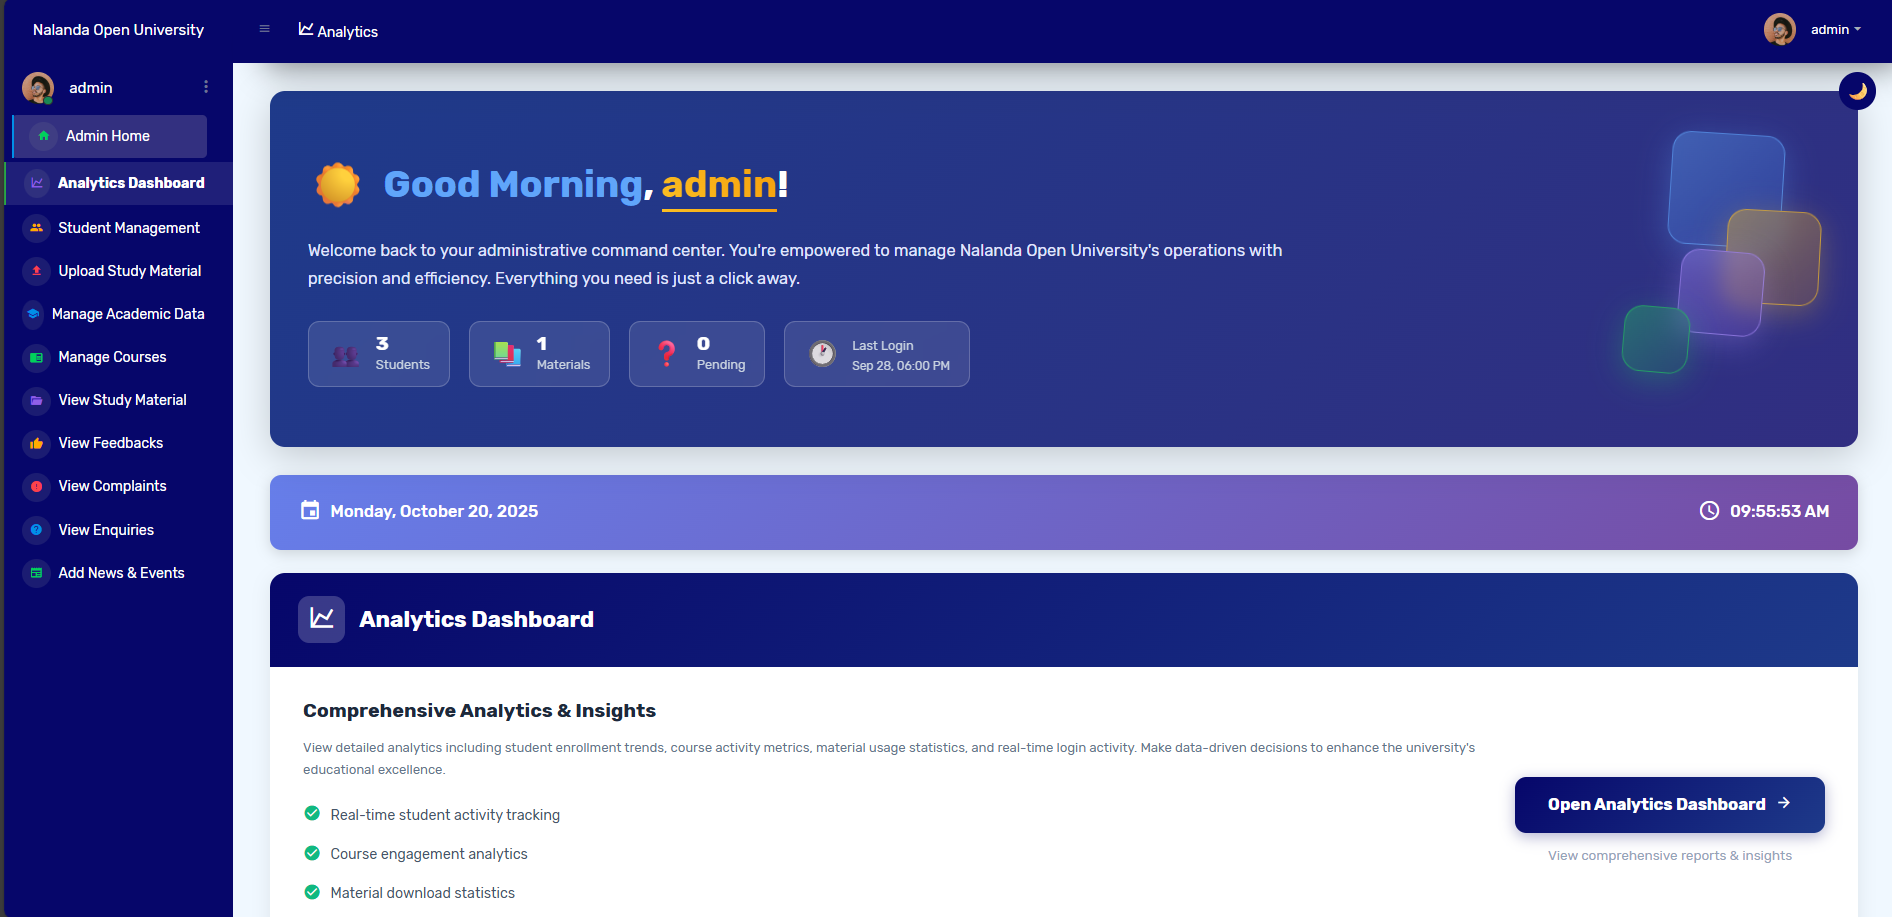 Nalanda Open University
Analytics
admin
admin
Admin Home
Analytics Dashboard
Student Management
Upload Study Material
Manage Academic Data
Manage Courses
View Study Material
View Feedbacks
View Complaints
View Enquiries
Add News & Events
Good Morning, admin!
Welcome back to your administrative command center. You're empowered to manage Nalanda Open University's operations with
precision and efficiency. Everything you need is just a click away.
3
Students
1
Materials
0
Pending
Last Login
Sep 28, 06:00 PM
Monday, October 20, 2025
09:55:53 AM
Analytics Dashboard
Comprehensive Analytics & Insights
View detailed analytics including student enrollment trends, course activity metrics, material usage statistics, and real-time login activity. Make data-driven decisions to enhance the university's
educational excellence.
Real-time student activity tracking
Course engagement analytics
Material download statistics
Open Analytics Dashboard
View comprehensive reports & insights